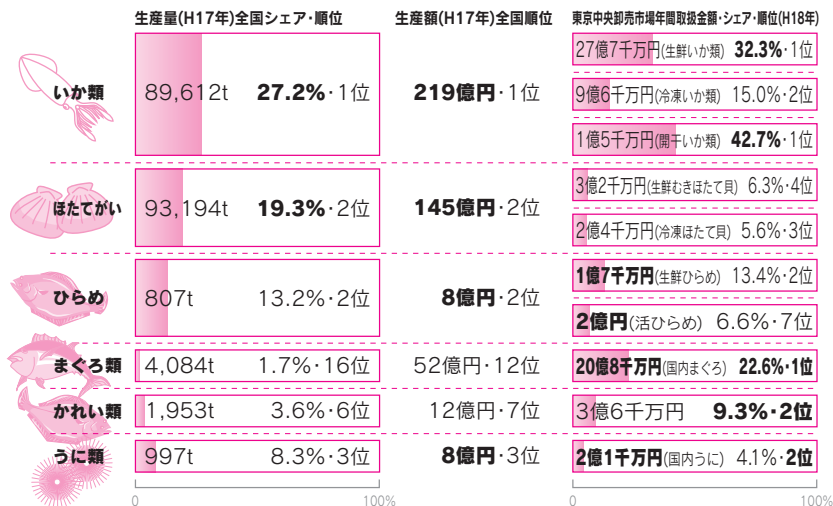 生産量(H17年)全国シェア・順位 生産額(H17年)全国順位 東京中央卸売市場年間取扱金額・シェア・順位(H18年)
いか類 89,612t 27.2%・1位 219億円・1位
27億7千万円(生鮮いか類) 32.3%・1位
9億6千万円(冷凍いか類) 15.0%・2位
1億5千万円(開干いか類) 42.7%・1位
ほたてがい 93,194t 19.3%・2位 145億円・2位
3億2千万円(生鮮むきほたて貝) 6.3%・4位
2億4千万円(冷凍ほたて貝) 5.6%・3位
ひらめ 807t 13.2%・2位 8億円・2位
1億7千万円(生鮮ひらめ) 13.4%・2位
2億円(活ひらめ) 6.6%・7位
まぐろ類 4,084t 1.7%・16位 52億円・12位 20億8千万円(国内まぐろ) 22.6%・1位
かれい類 1,953t 3.6%・6位 12億円・7位 3億6千万円 9.3%・2位
うに類 997t 8.3%・3位 8億円・3位 2億1千万円(国内うに) 4.1%・2位
0 100% 0 100%